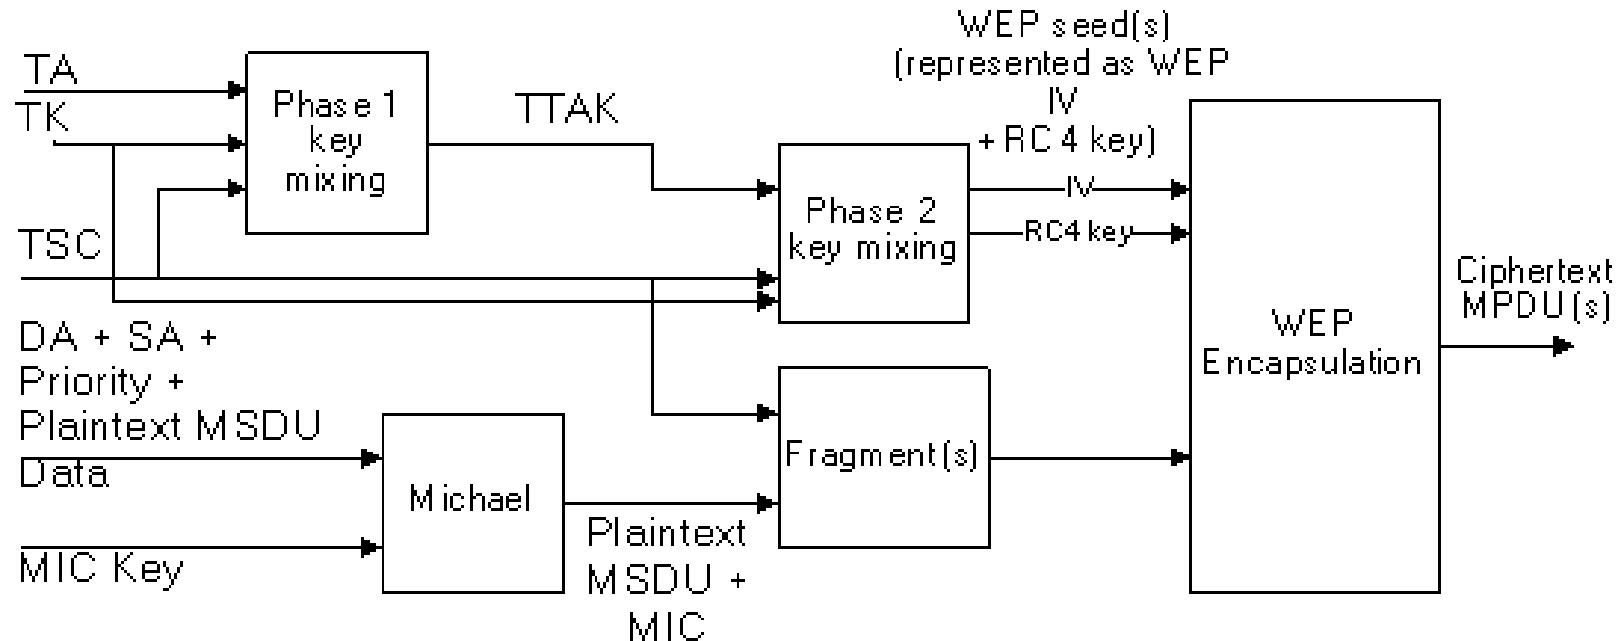 TA
TK
Phase 1
key
mixing
TTAK
WEP seed(s)
(represented as WEP
IV
+ RC4 key)
IV
RC4 key
Phase 2
key mixing
TSC
DA + SA +
Priority +
Plaintext MSDU
Data
MIC Key
Michael
Plaintext
MSDU +
MIC
Fragment(s)
WEP
Encapsulation
Ciphertext
MPDU(s)